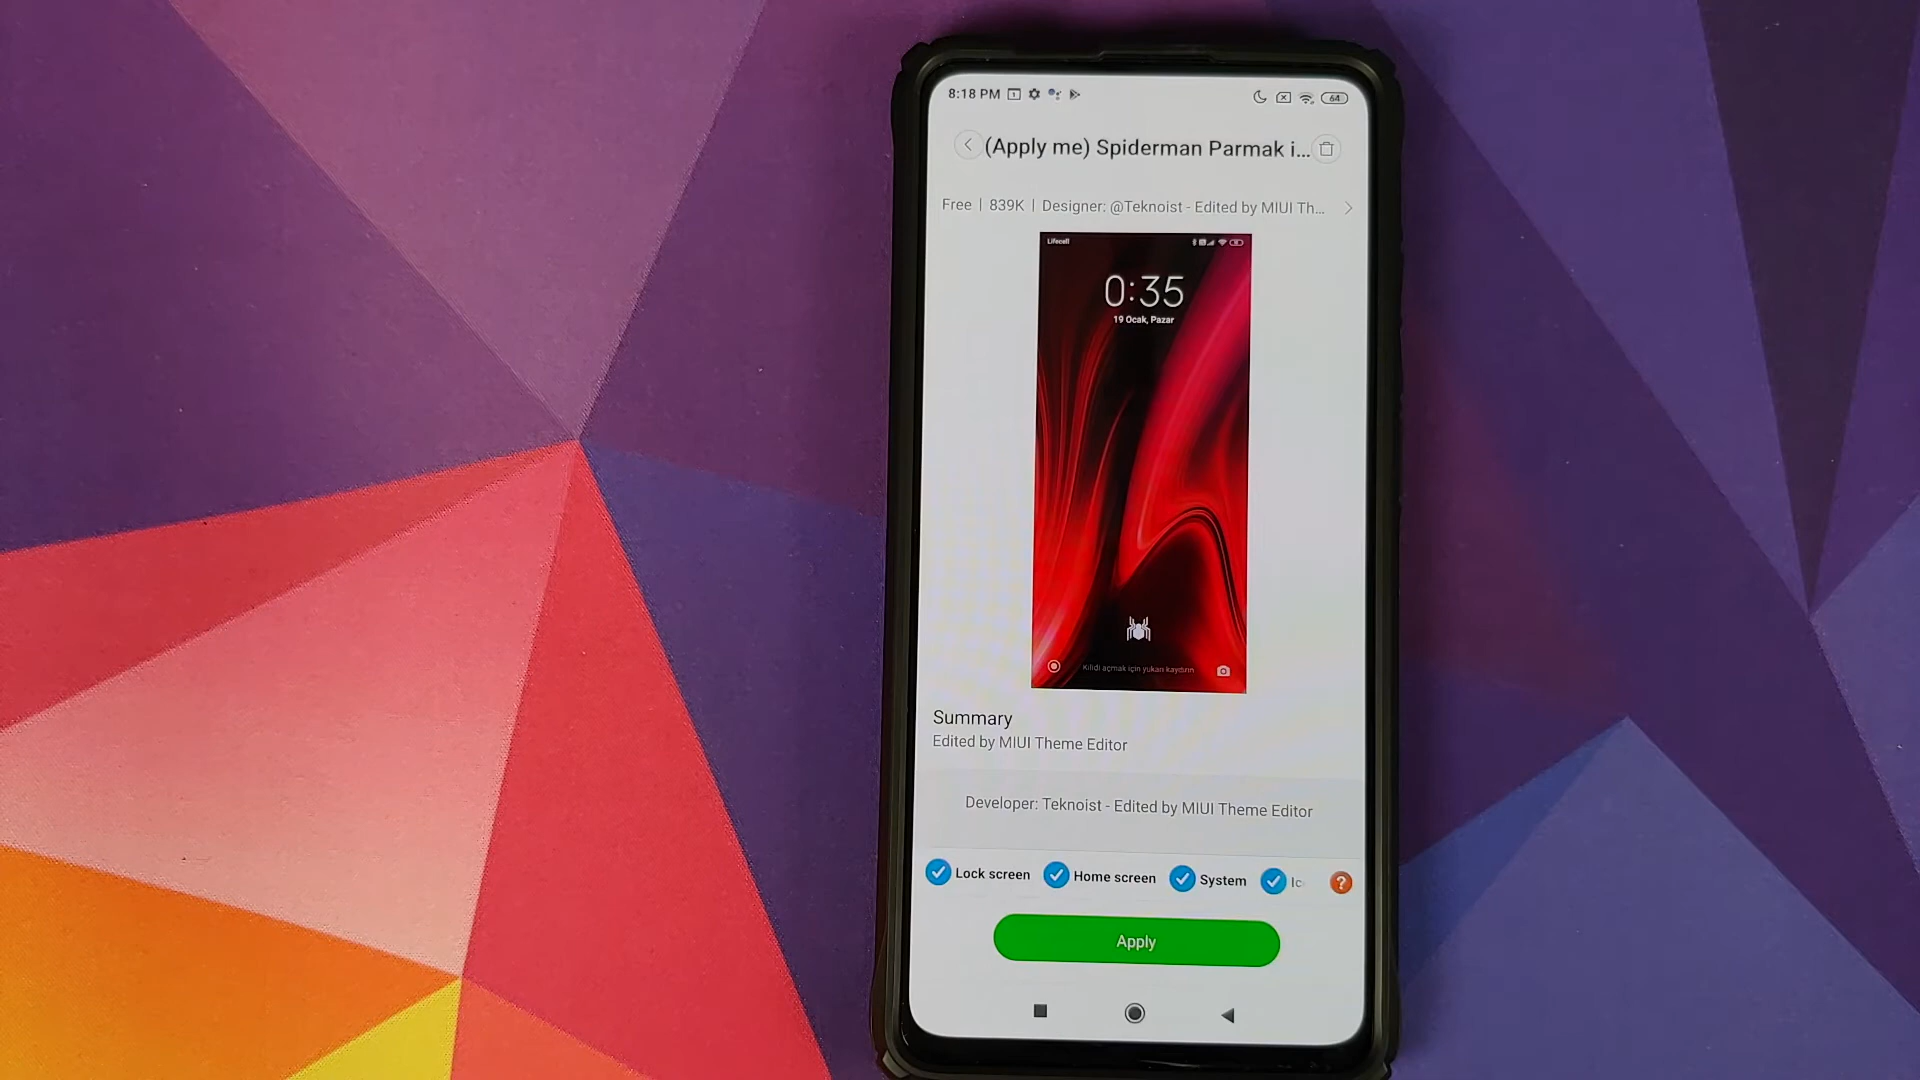 8:18 PM
64
(Apply me) Spiderman Parmak i...
Free | 839K | Designer: @Teknoist - Edited by MIUI Th...
Lifecell
0:35
19 Ocak, Pazar
Kilidi açmak için yukarı kaydırın
Summary
Edited by MIUI Theme Editor
Developer: Teknoist - Edited by MIUI Theme Editor
Lock screen Home screen System Ic
?
Apply